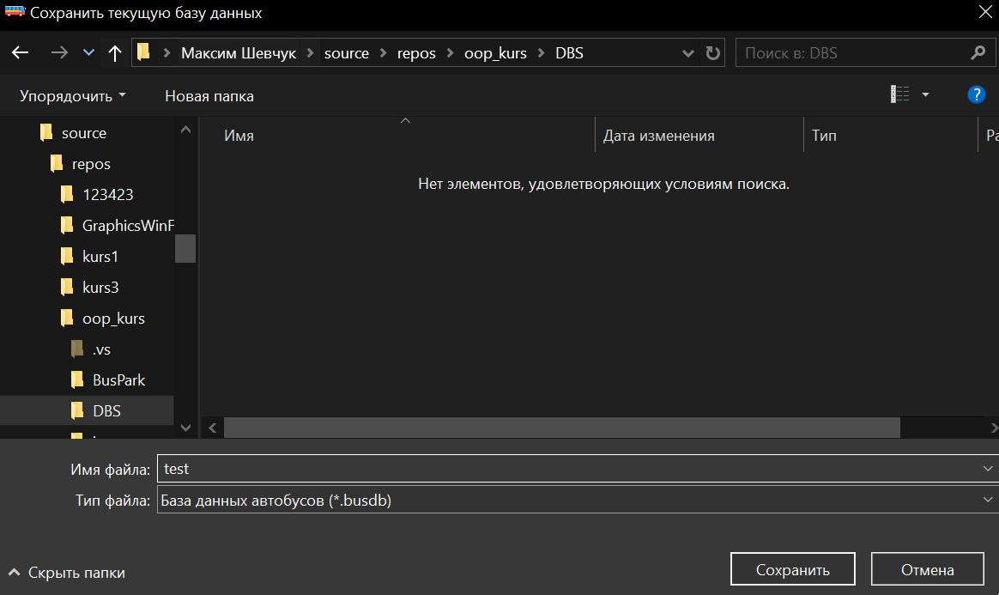 Сохранить текущую базу данных
Максим Шевчук source repos oop_kurs DBS Поиск в: DBS
Упорядочить Новая папка ?
Имя Дата изменения Тип
Нет элементов, удовлетворяющих условиям поиска.
source
repos
123423
GraphicsWinF
kurs1
kurs3
oop_kurs
.vs
BusPark
DBS
Имя файла: test
Тип файла: База данных автобусов (*.busdb)
Скрыть папки Сохранить Отмена